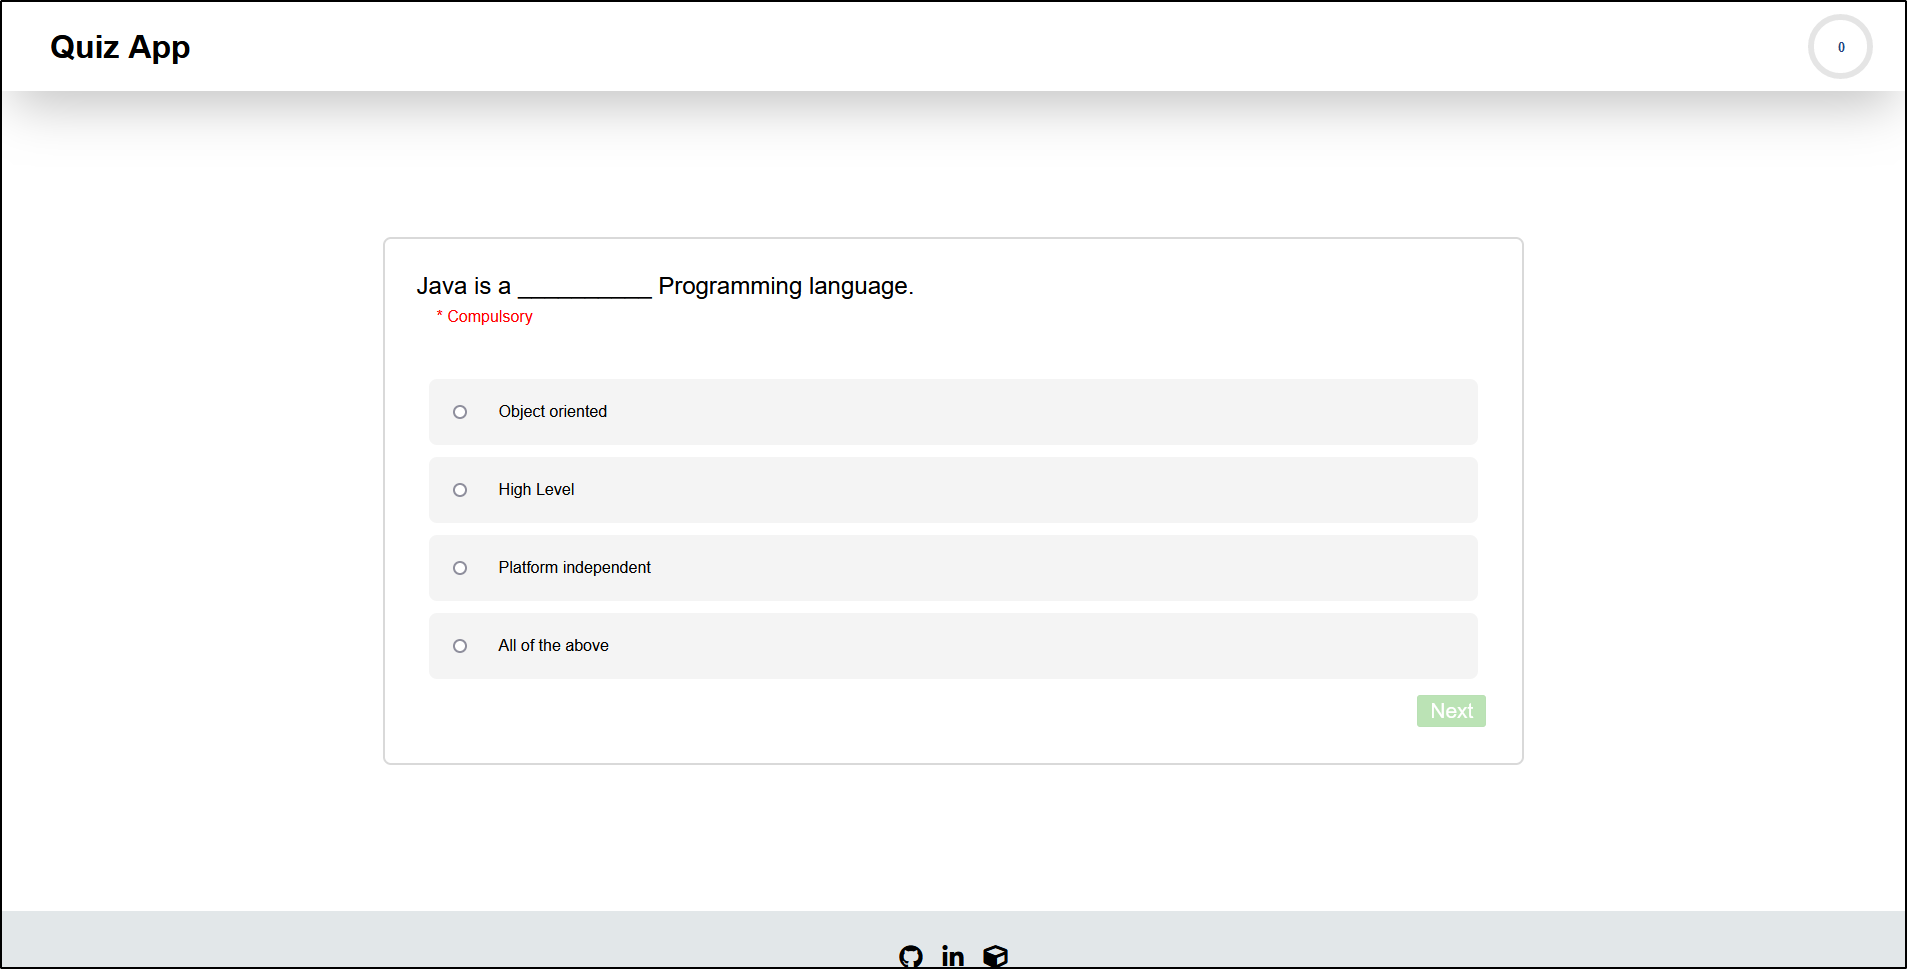 Quiz App
0
Java is a __________ Programming language.
* Compulsory
Object oriented
High Level
Platform independent
All of the above
Next
in